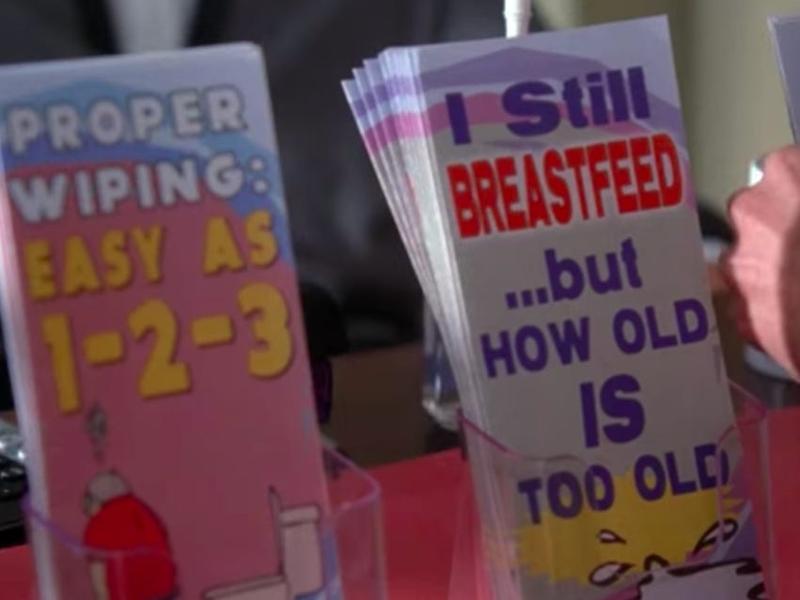 PROPER
WIPING:
EASY AS
1-2-3
I Still
BREASTFEED
...but
HOW OLD
IS
TOO OLD